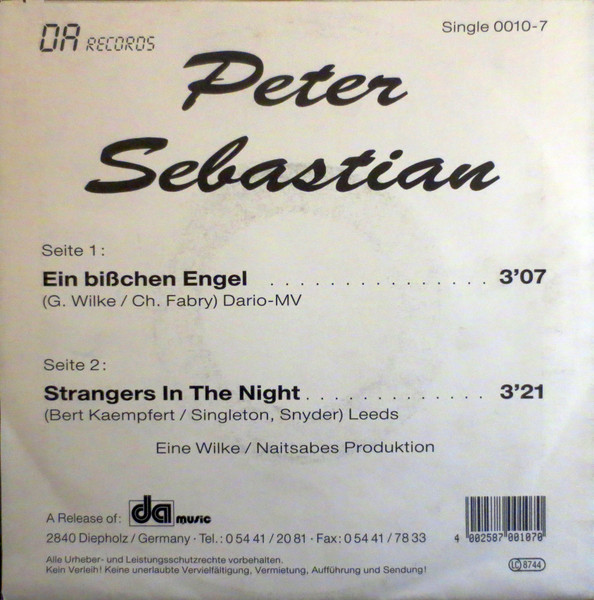 DA RECORDS
Single 0010-7
Peter
Sebastian
Seite 1:
Ein bißchen Engel . . . . . . . . . . . . . . . 3'07
(G. Wilke / Ch. Fabry) Dario-MV
Seite 2:
Strangers In The Night . . . . . . . . . . . . 3'21
(Bert Kaempfert / Singleton, Snyder) Leeds
Eine Wilke / Naitsabes Produktion
A Release of: da music
2840 Diepholz / Germany · Tel.: 0 54 41 / 20 81 · Fax: 0 54 41 / 78 33
4 002587 001070
Alle Urheber- und Leistungsschutzrechte vorbehalten.
Kein Verleih! Keine unerlaubte Vervielfältigung, Vermietung, Aufführung und Sendung!
LC 8744